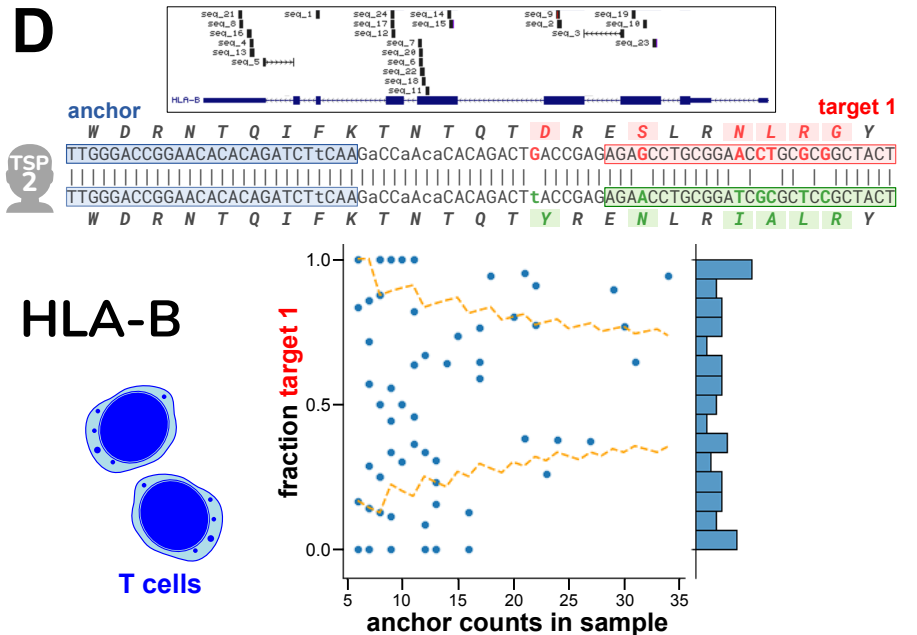 D
seq_21 seq_1 seq_24 seq_14 seq_9 seq_19
seq_8 seq_17 seq_15 seq_2 seq_10
seq_16 seq_12 seq_3
seq_4 seq_7 seq_23
seq_13 seq_20
seq_5 seq_6
seq_22
seq_18
seq_11
HLA-B
anchor target 1
W D R N T Q I F K T N T Q T D R E S L R N L R G Y
TTGGGACCGGAACACACAGATCTtCAAGaCCaAcaCACAGACTGACCGAGAGAGCCTGCGGAACCTGCGCGGCTACT
TSP 2
TTGGGACCGGAACACACAGATCTtCAAGaCCaAcaCACAGACTtACCGAGAGAACCTGCGGATCGCGCTCCGCTACT
W D R N T Q I F K T N T Q T Y R E N L R I A L R Y
HLA-B
T cells
fraction target 1
1.0
0.5
0.0
5 10 15 20 25 30 35
anchor counts in sample